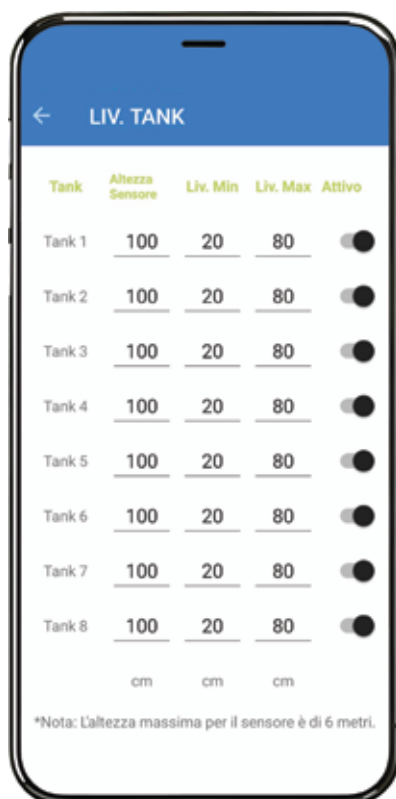 LIV. TANK
Tank Altezza Sensore Liv. Min Liv. Max Attivo
Tank 1 100 20 80
Tank 2 100 20 80
Tank 3 100 20 80
Tank 4 100 20 80
Tank 5 100 20 80
Tank 6 100 20 80
Tank 7 100 20 80
Tank 8 100 20 80
cm cm cm
*Nota: L'altezza massima per il sensore è di 6 metri.